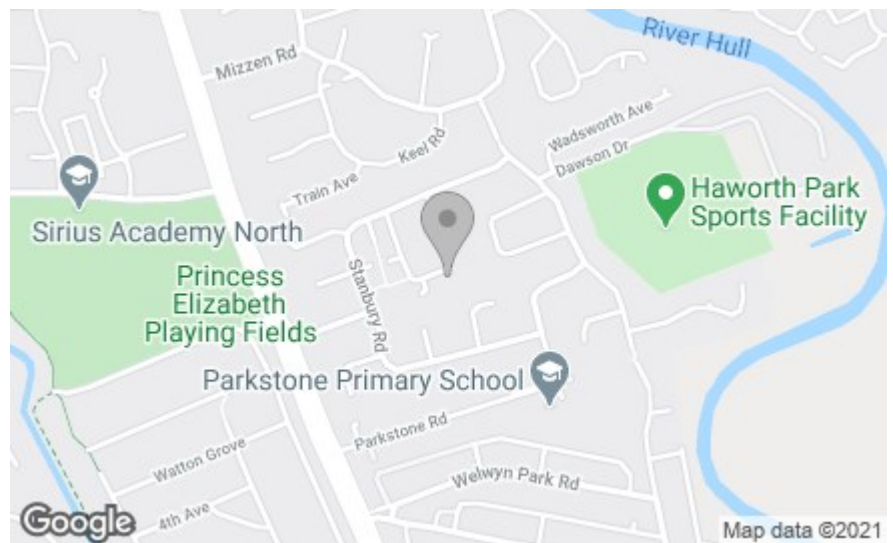 River Hull
Mizzen Rd
Wadsworth Ave
Keel Rd
Dawson Dr
Train Ave
Haworth Park
Sports Facility
Sirius Academy North
Princess
Elizabeth
Playing Fields
Stanbury Rd
Parkstone Primary School
Parkstone Rd
Watton Grove
Welwyn Park Rd
4th Ave
Google
Map data ©2021